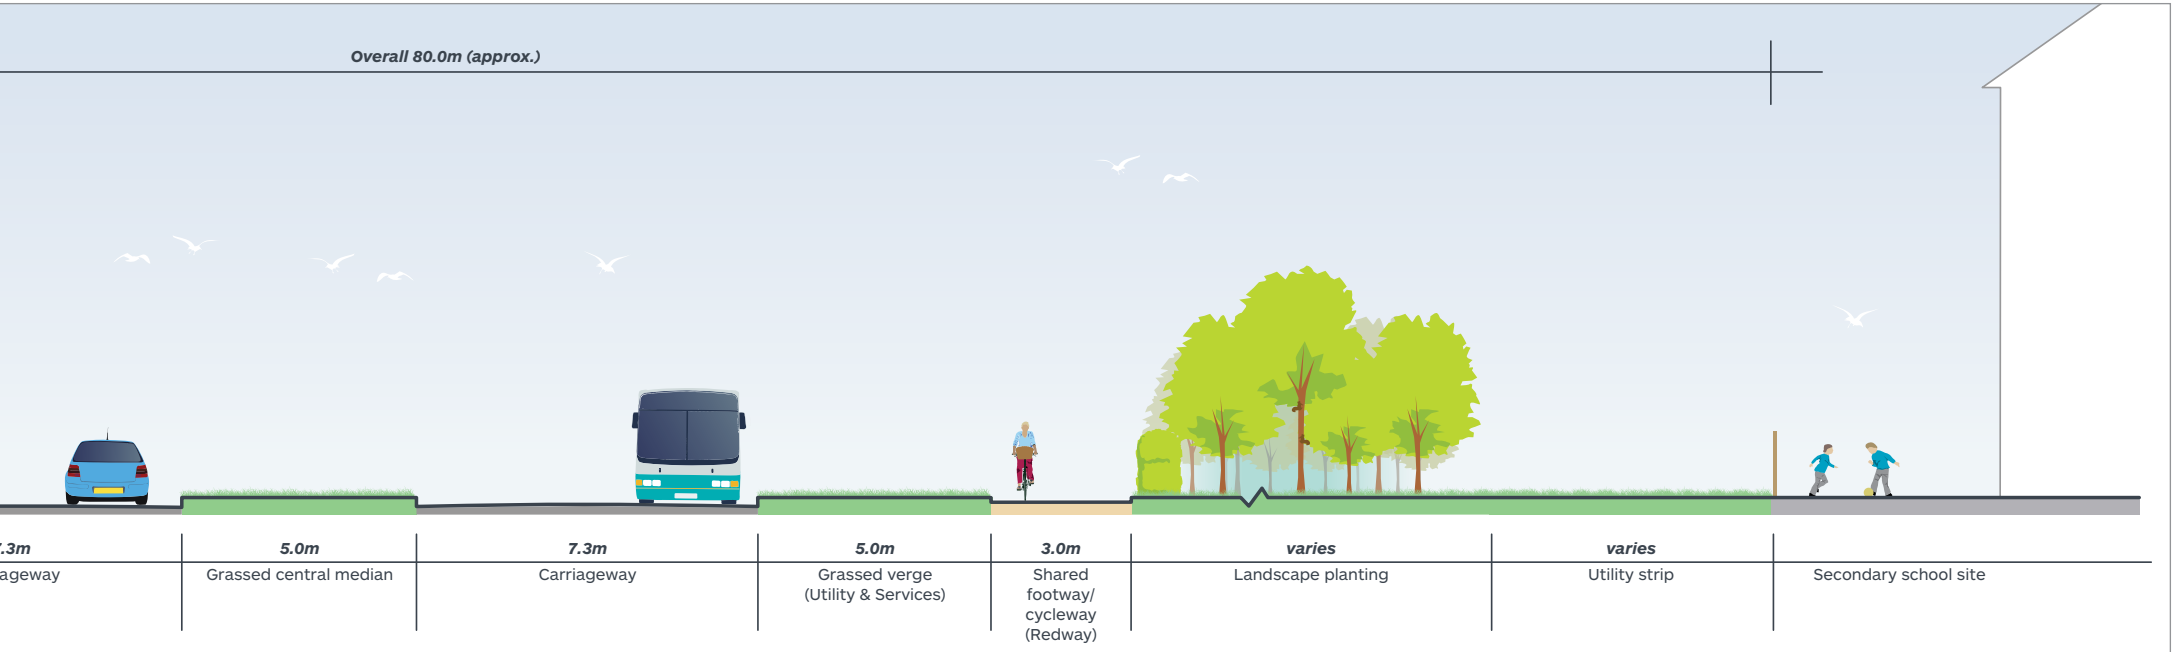 Overall 80.0m (approx.)
.3m
5.0m
7.3m
5.0m
3.0m
varies
varies
ageway
Grassed central median
Carriageway
Grassed verge
(Utility & Services)
Shared
footway/
cycleway
(Redway)
Landscape planting
Utility strip
Secondary school site